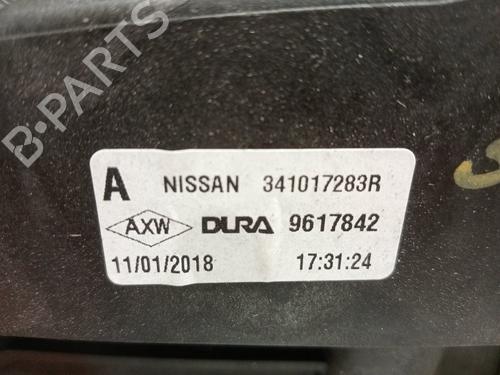 B-PARTS
A NISSAN 341017283R
AXW DURA 9617842
11/01/2018 17:31:24